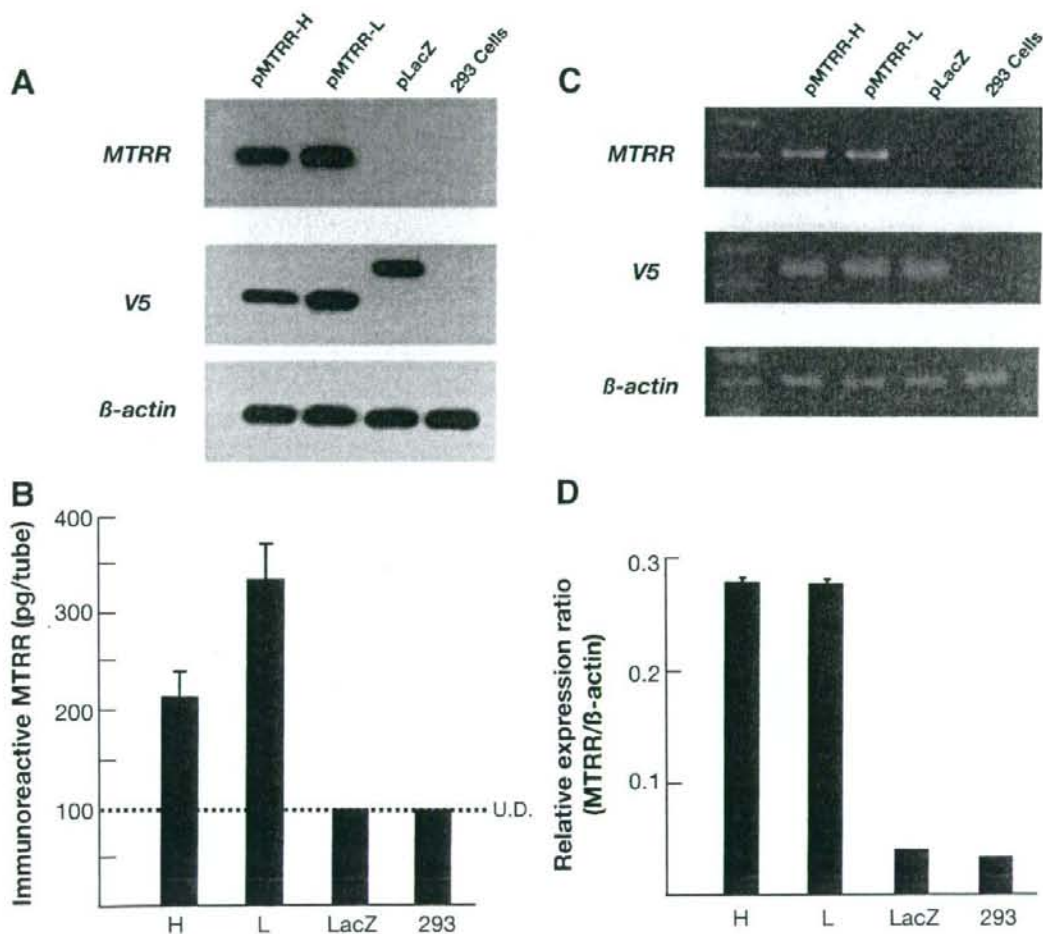 A
pMTRR-H
pMTRR-L
pLacZ
293 Cells
MTRR
V5
ß-actin
C
pMTRR-H
pMTRR-L
pLacZ
293 Cells
MTRR
V5
ß-actin
B
Immunoreactive MTRR (pg/tube)
400
300
200
100
U.D.
H
L
LacZ
293
D
Relative expression ratio
(MTRR/ß-actin)
0.3
0.2
0.1
H
L
LacZ
293